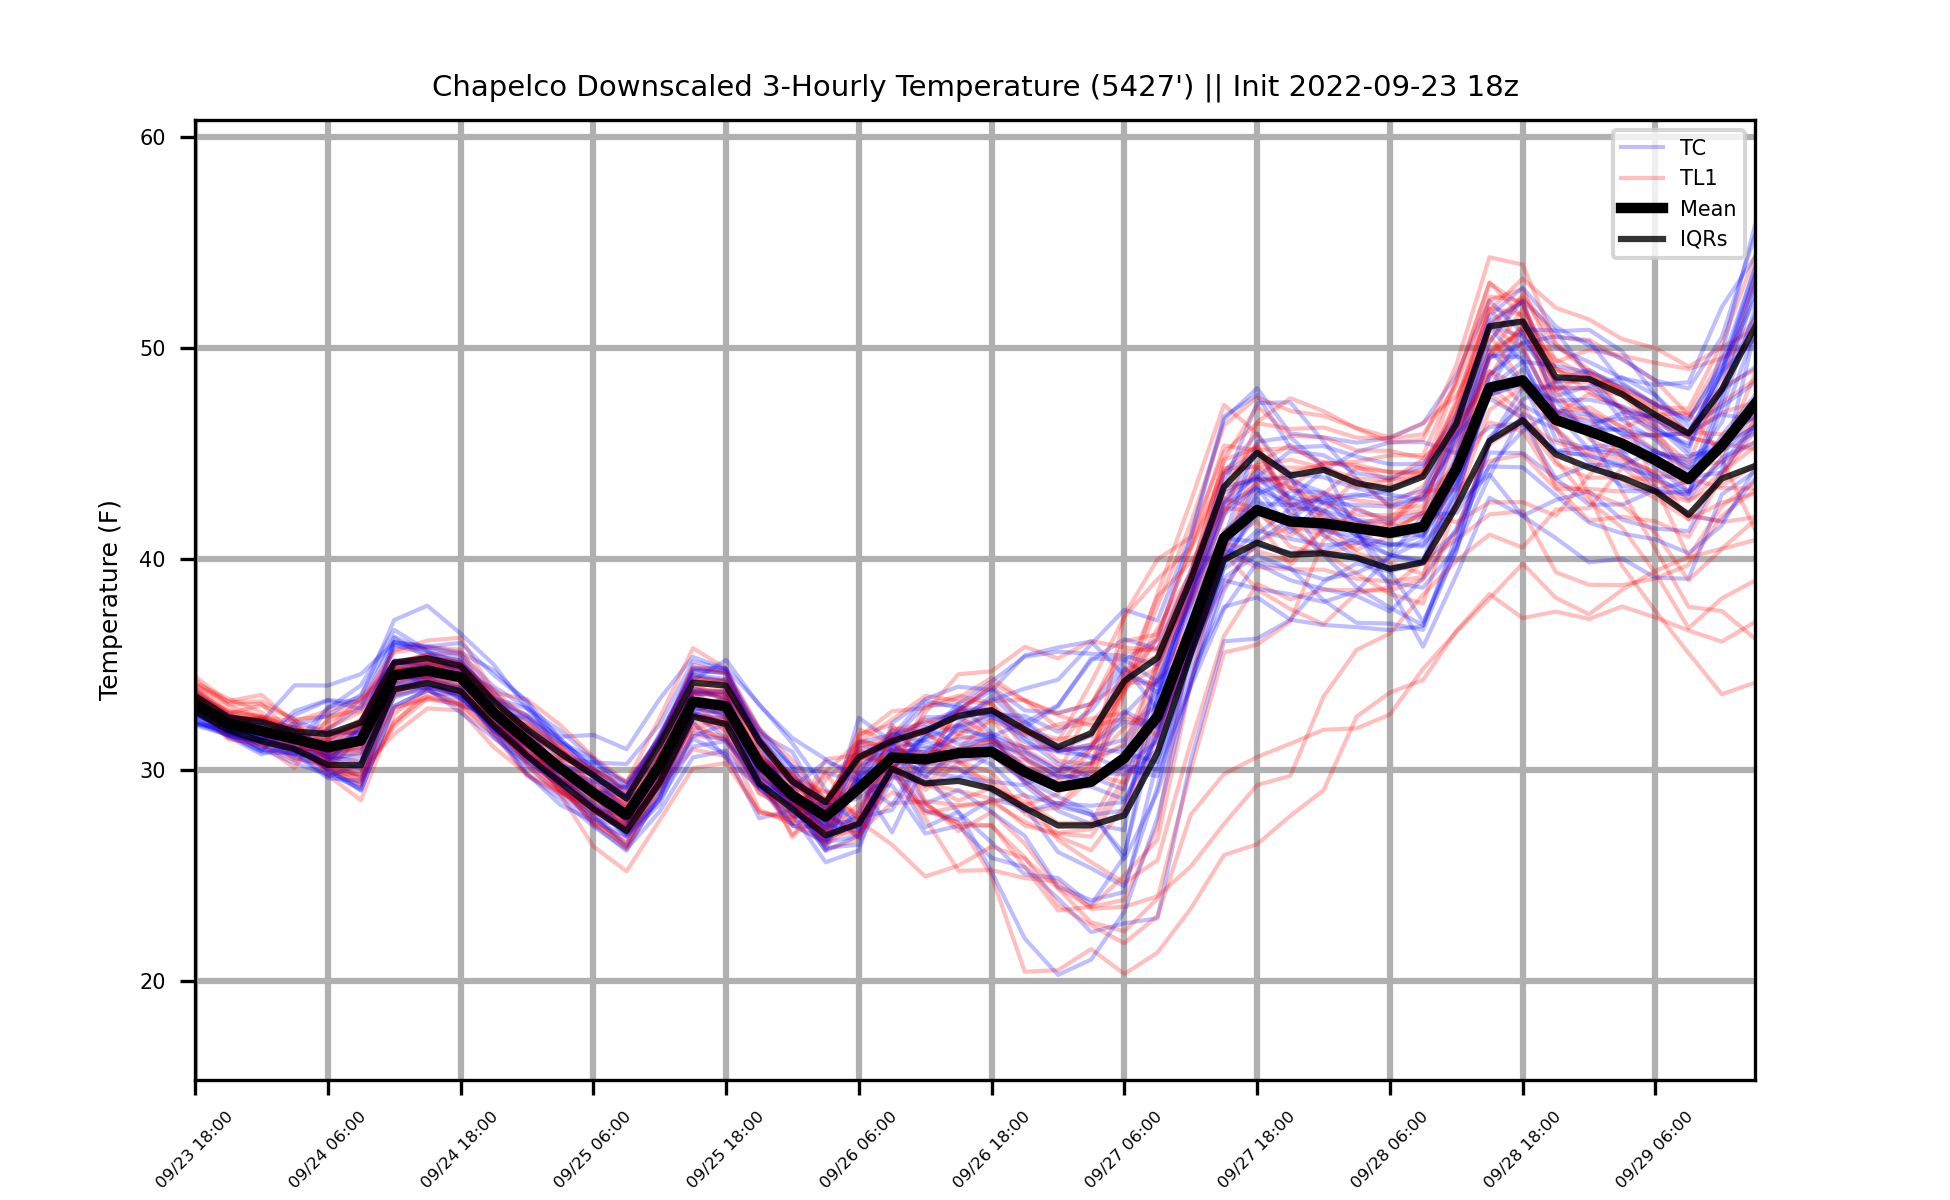 Chapelco Downscaled 3-Hourly Temperature (5427') || Init 2022-09-23 18z
TC
TL1
Mean
IQRs
Temperature (F)
60
50
40
30
20
09/23 18:00
09/24 06:00
09/24 18:00
09/25 06:00
09/25 18:00
09/26 06:00
09/26 18:00
09/27 06:00
09/27 18:00
09/28 06:00
09/28 18:00
09/29 06:00